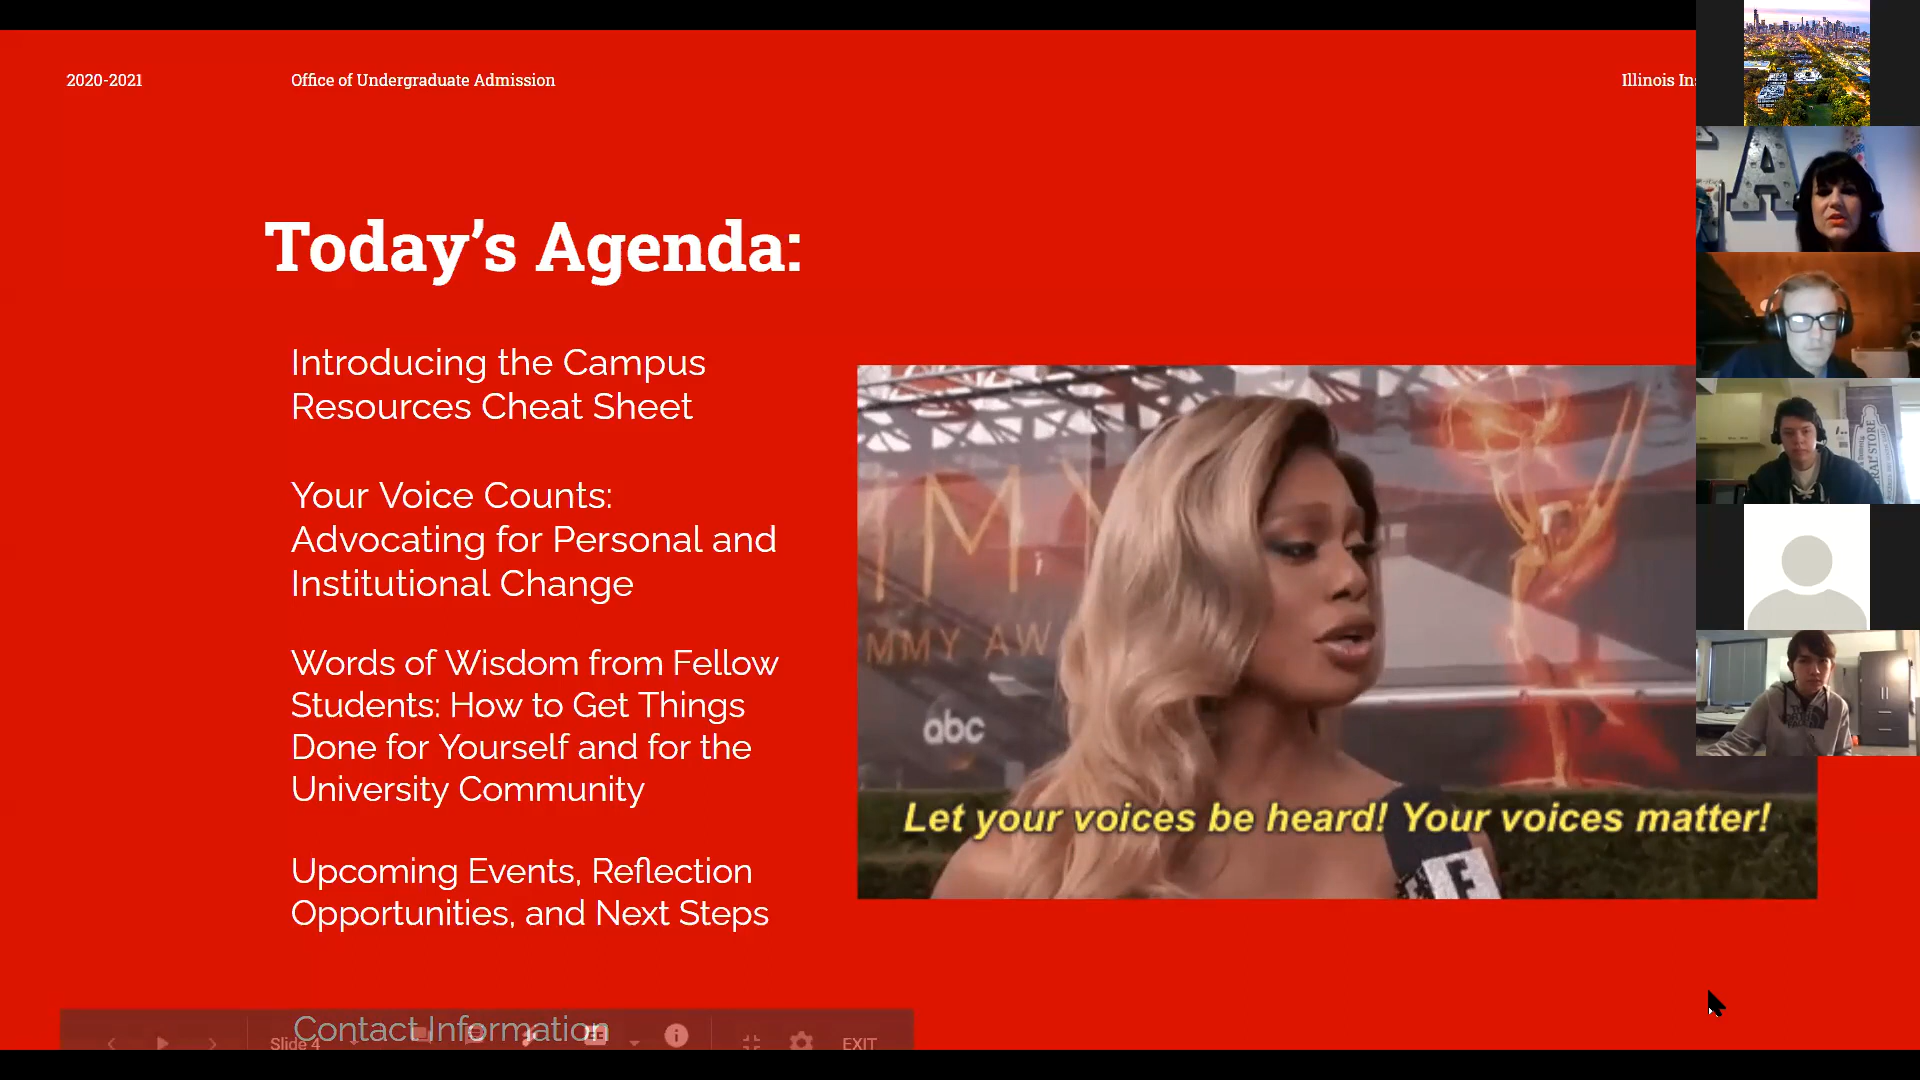 2020-2021
Office of Undergraduate Admission
Illinois Ins
Today's Agenda:
Introducing the Campus
Resources Cheat Sheet
Your Voice Counts:
Advocating for Personal and
Institutional Change
Words of Wisdom from Fellow
Students: How to Get Things
Done for Yourself and for the
University Community
Upcoming Events, Reflection
Opportunities, and Next Steps
Contact Information
Slide 4
EXIT
MMY AW
abc
Let your voices be heard! Your voices matter!
E
A